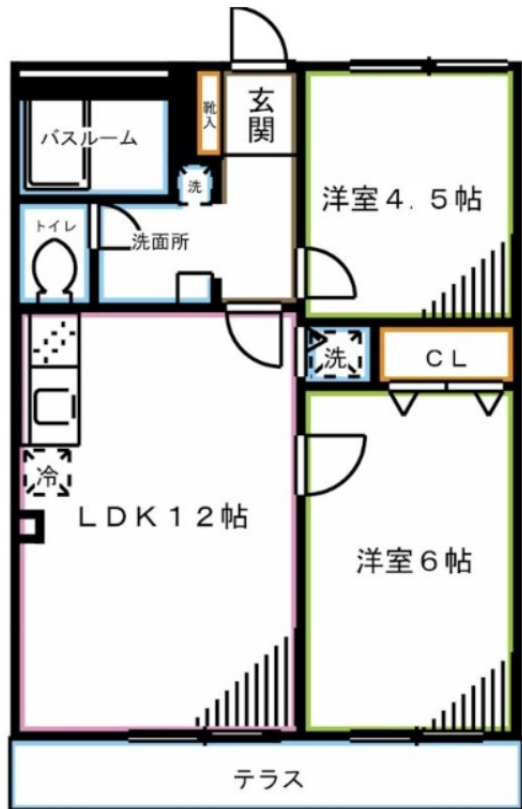 玄関
靴入
バスルーム
洗
洋室4.5帖
トイレ
洗面所
洗
CL
冷
LDK12帖
洋室6帖
テラス